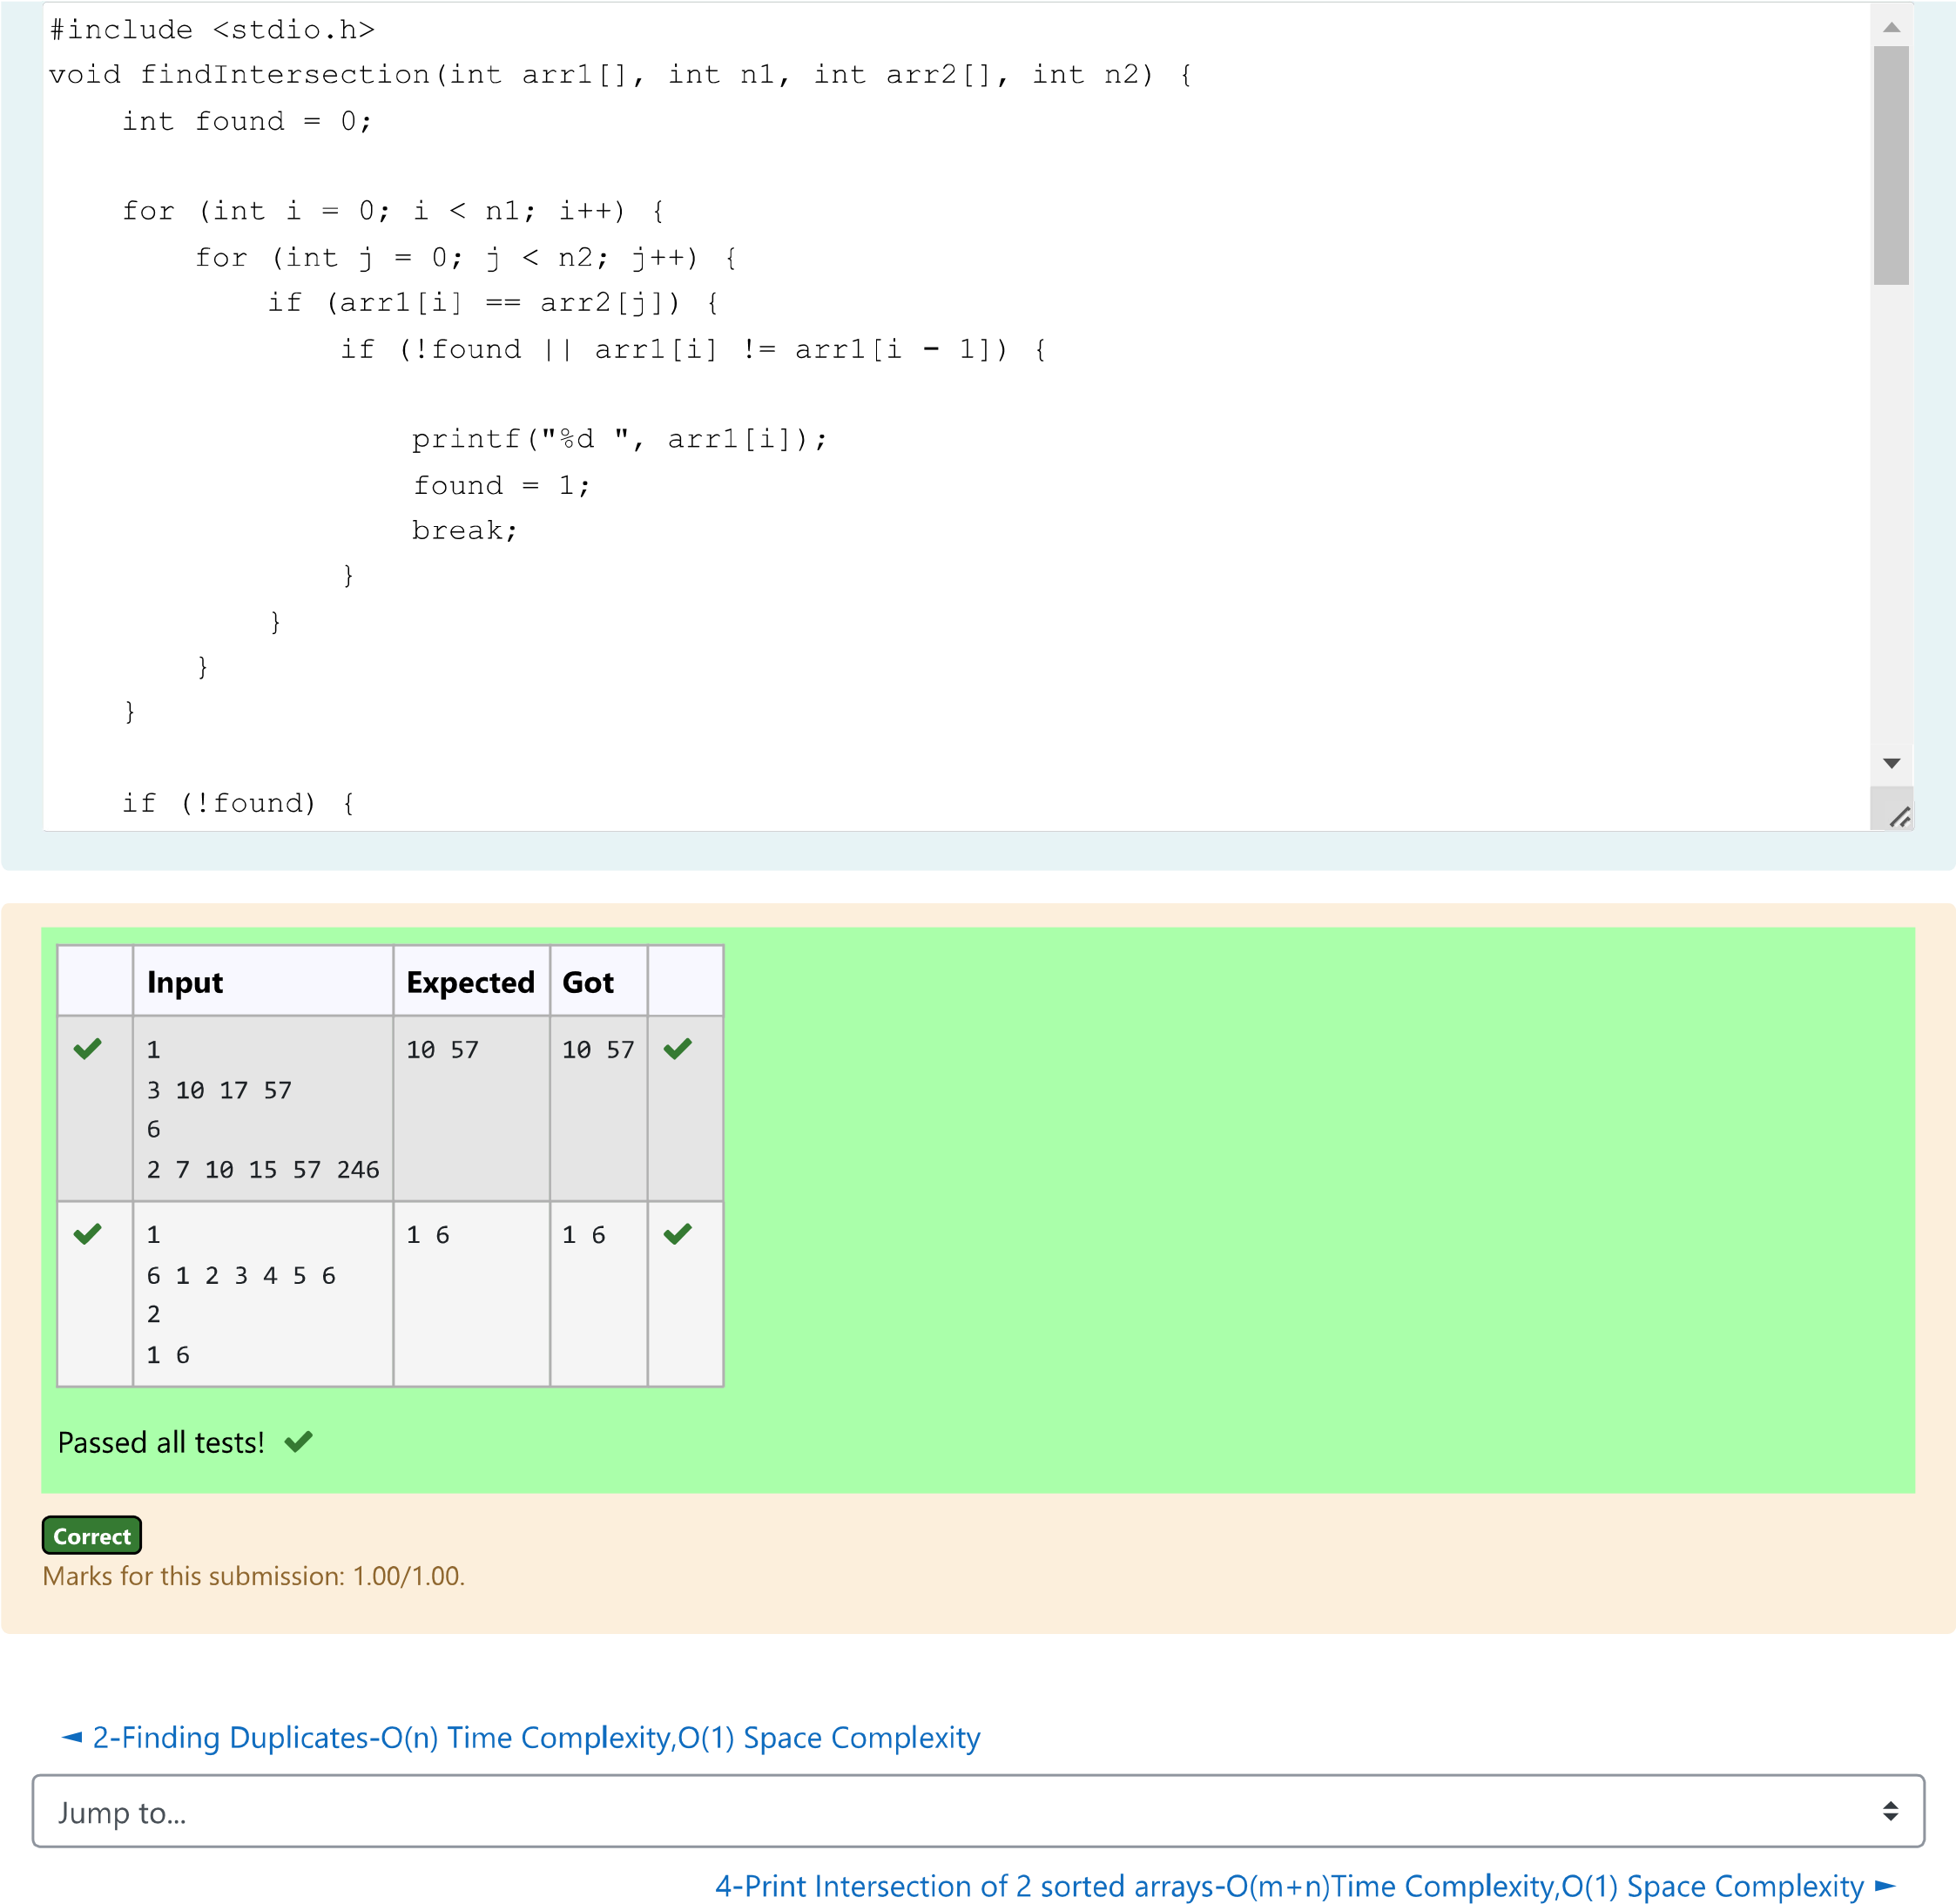 #include <stdio.h>
void findIntersection(int arr1[], int n1, int arr2[], int n2) {
    int found = 0;
    for (int i = 0; i < n1; i++) {
        for (int j = 0; j < n2; j++) {
            if (arr1[i] == arr2[j]) {
                if (!found || arr1[i] != arr1[i - 1]) {
                    printf("%d ", arr1[i]);
                    found = 1;
                    break;
                }
            }
        }
    }
    if (!found) {
Input Expected Got
1 10 57 10 57
3 10 17 57
6
2 7 10 15 57 246
1 1 6 1 6
6 1 2 3 4 5 6
2
1 6
Passed all tests!
Correct
Marks for this submission: 1.00/1.00.
◄ 2-Finding Duplicates-O(n) Time Complexity,O(1) Space Complexity
Jump to...
4-Print Intersection of 2 sorted arrays-O(m+n)Time Complexity,O(1) Space Complexity ►